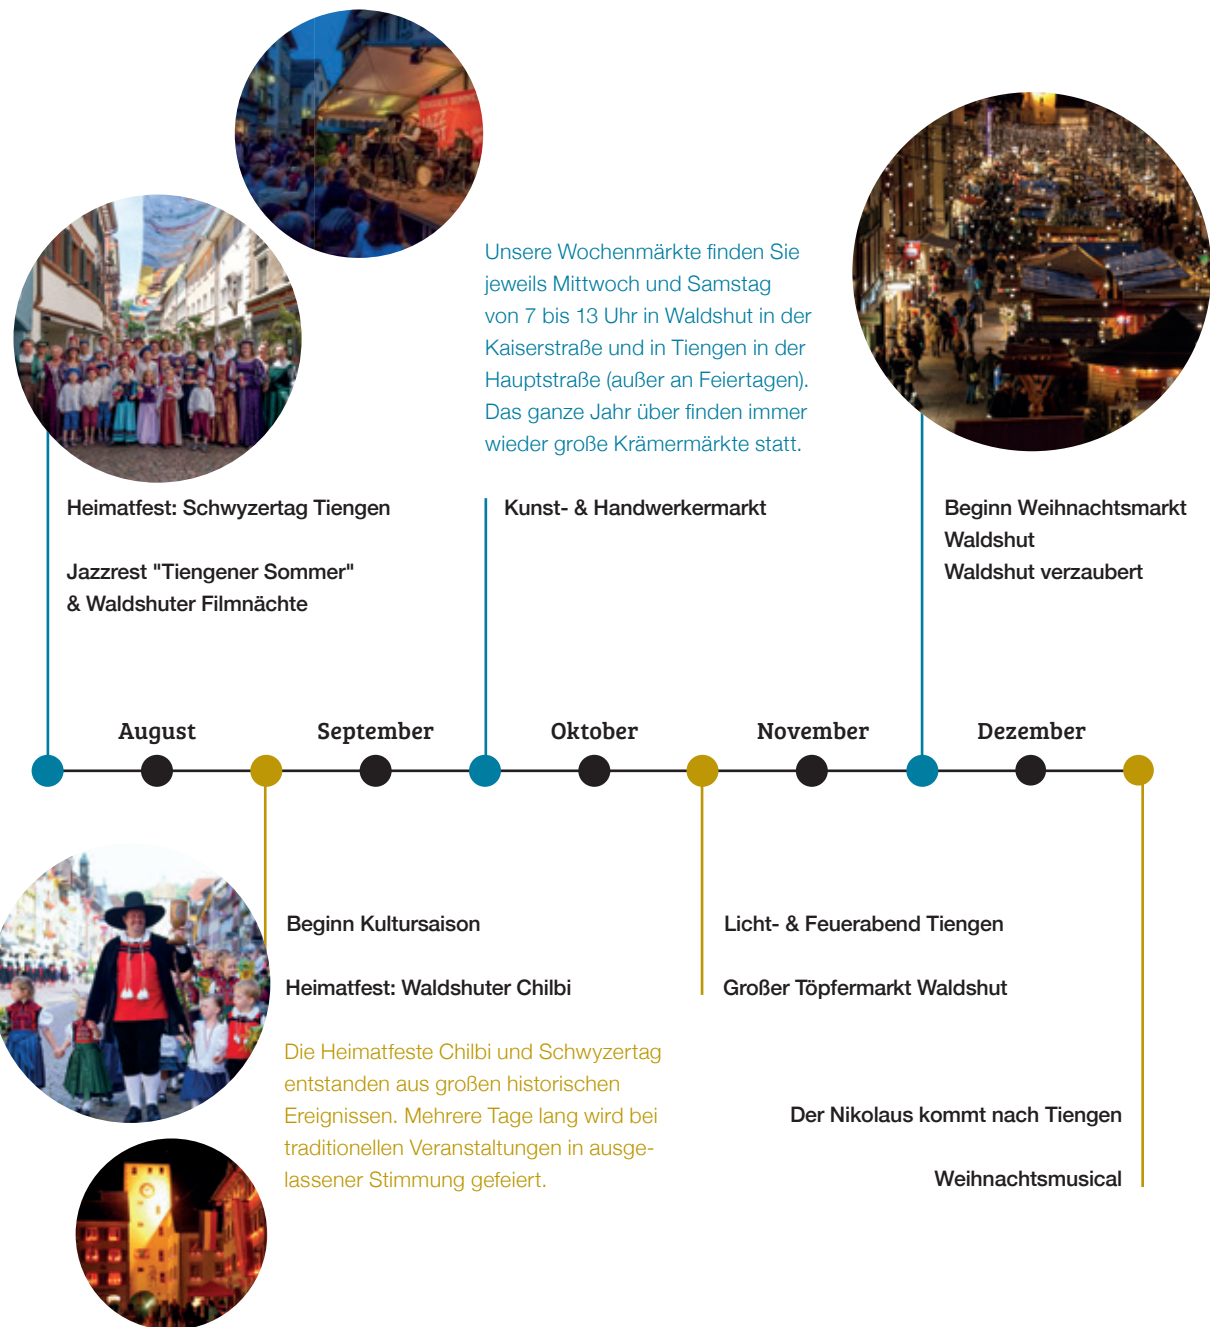 JAZZ
Unsere Wochenmärkte finden Sie
jeweils Mittwoch und Samstag
von 7 bis 13 Uhr in Waldshut in der
Kaiserstraße und in Tiengen in der
Hauptstraße (außer an Feiertagen).
Das ganze Jahr über finden immer
wieder große Krämermärkte statt.
Heimatfest: Schwyzertag Tiengen
Jazzrest "Tiengener Sommer"
& Waldshuter Filmnächte
Kunst- & Handwerkermarkt
Beginn Weihnachtsmarkt
Waldshut
Waldshut verzaubert
August
September
Oktober
November
Dezember
Beginn Kultursaison
Heimatfest: Waldshuter Chilbi
Die Heimatfeste Chilbi und Schwyzertag
entstanden aus großen historischen
Ereignissen. Mehrere Tage lang wird bei
traditionellen Veranstaltungen in ausge-
lassener Stimmung gefeiert.
Licht- & Feuerabend Tiengen
Großer Töpfermarkt Waldshut
Der Nikolaus kommt nach Tiengen
Weihnachtsmusical